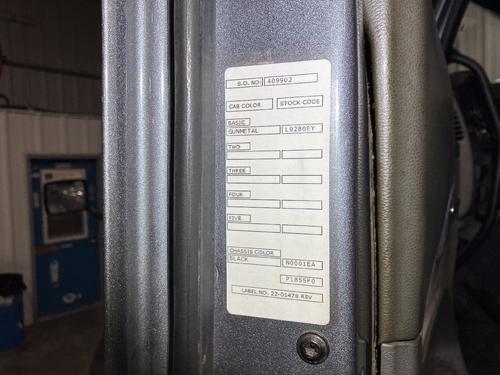 S.O. NO: 409902
CAB COLOR STOCK CODE
BASIC
GUNMETAL L0280EY
TWO
THREE
FOUR
FIVE
CHASSIS COLOR
BLACK N0001EA
P1855F0
LABEL NO. 22-01478 REV